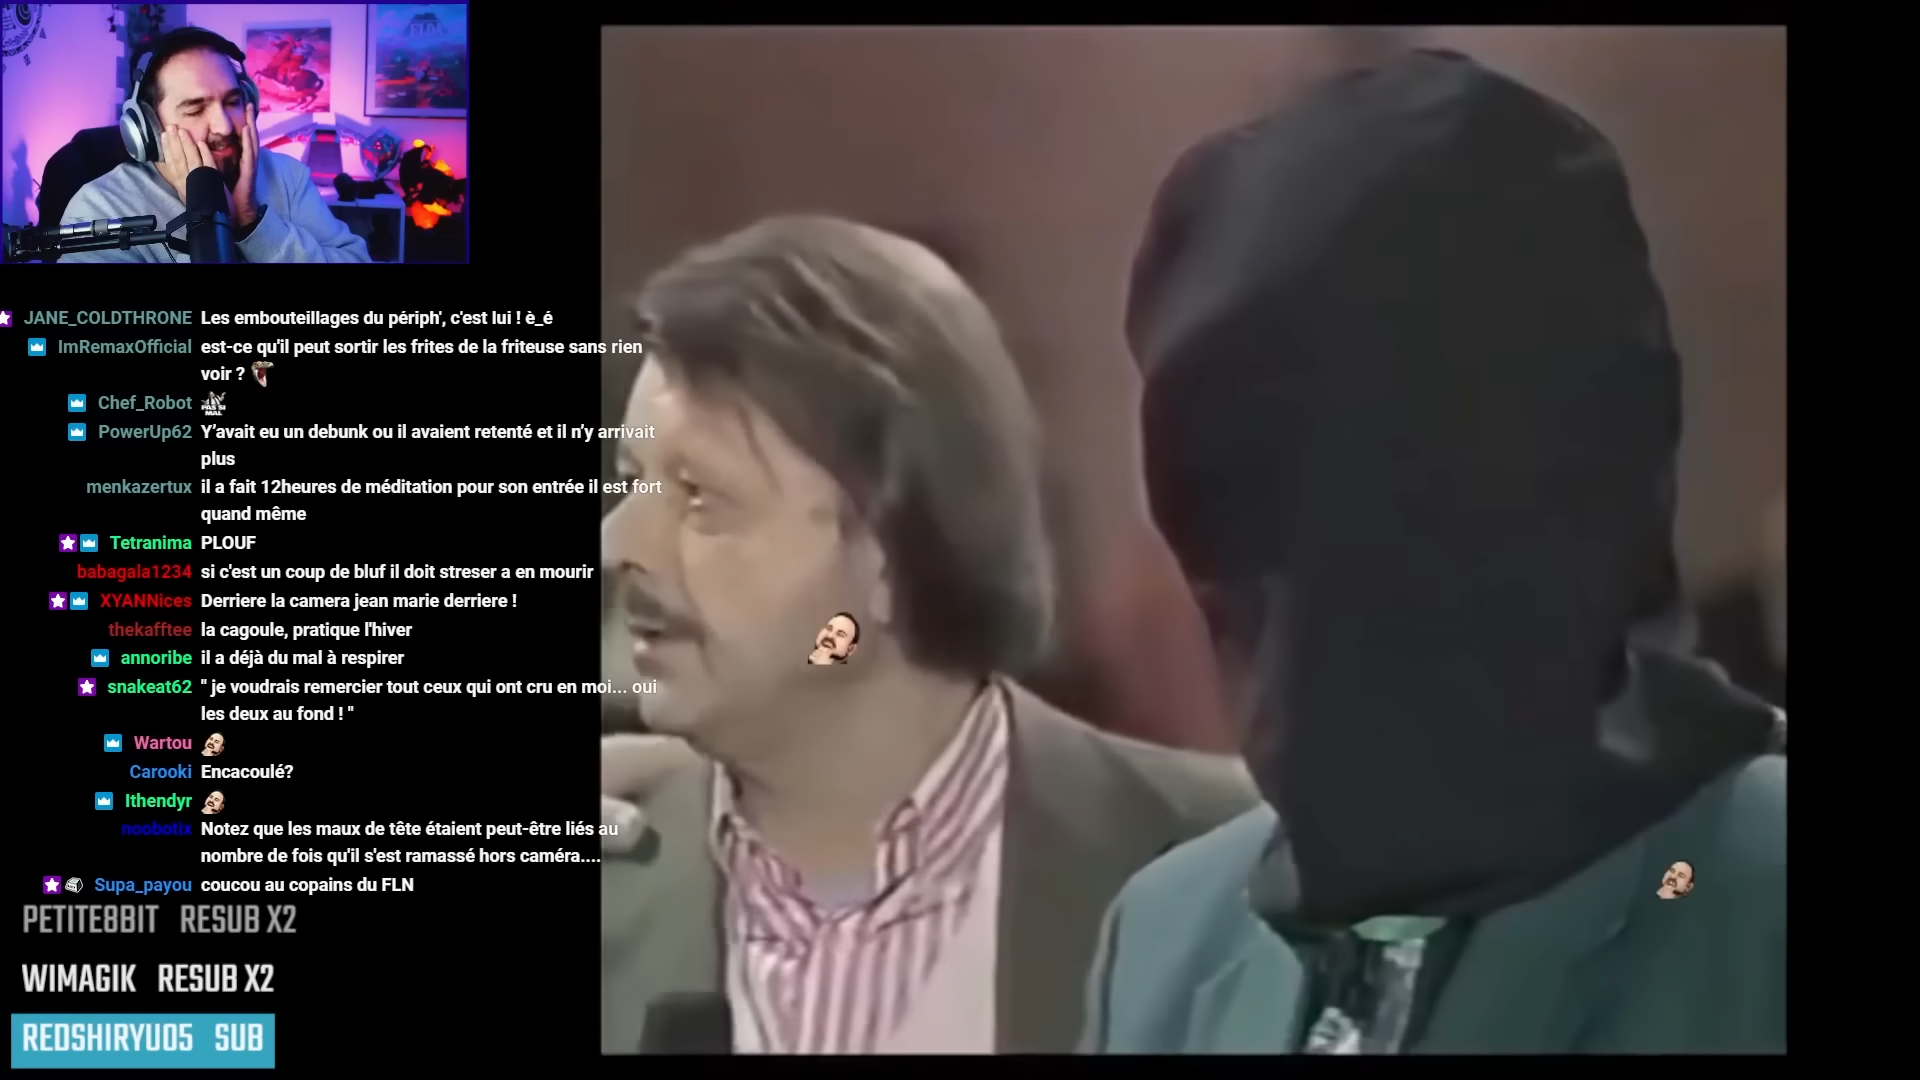 ELDA
JANE_COLDTHRONE Les embouteillages du périph', c'est lui ! è_é
ImRemaxOfficial est-ce qu'il peut sortir les frites de la friteuse sans rien
voir ?
Chef_Robot PAS SI MAL
PowerUp62 Y'avait eu un debunk ou il avaient retenté et il n'y arrivait
plus
menkazertux il a fait 12heures de méditation pour son entrée il est fort
quand même
Tetranima PLOUF
babagala1234 si c'est un coup de bluf il doit streser a en mourir
XYANNices Derriere la camera jean marie derriere !
thekafftee la cagoule, pratique l'hiver
annoribe il a déjà du mal à respirer
snakeat62 " je voudrais remercier tout ceux qui ont cru en moi... oui
les deux au fond ! "
Wartou
Carooki Encacoulé?
Ithendyr
noobotix Notez que les maux de tête étaient peut-être liés au
nombre de fois qu'il s'est ramassé hors caméra....
Supa_payou coucou au copains du FLN
PETITE8BIT RESUB X2
WIMAGIK RESUB X2
REDSHIRYU05 SUB